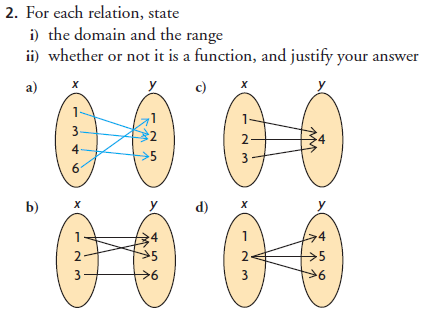 2. For each relation, state
i) the domain and the range
ii) whether or not it is a function, and justify your answer
a) x y
1 3 4 6
1 2 5
c) x y
1 2 3
4
b) x y
1 2 3
4 5 6
d) x y
1 2 3
4 5 6